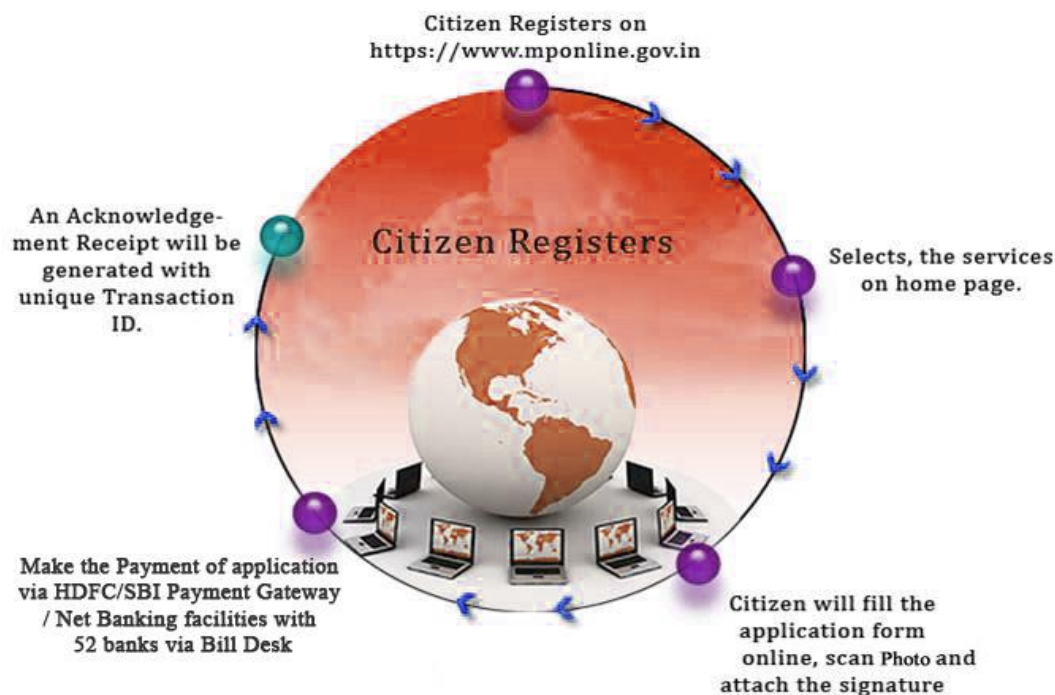 Citizen Registers on
https://www.mponline.gov.in
Citizen Registers
Selects, the services
on home page.
Citizen will fill the
application form
online, scan Photo and
attach the signature
Make the Payment of application
via HDFC/SBI Payment Gateway
/ Net Banking facilities with
52 banks via Bill Desk
An Acknowledge-
ment Receipt will be
generated with
unique Transaction
ID.